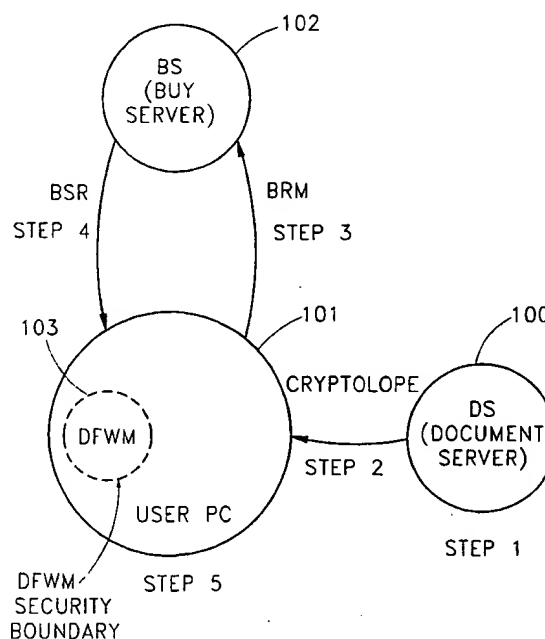 102
BS
(BUY
SERVER)
BSR
BRM
STEP 4
STEP 3
103
101
100
CRYPTOLOPE
DFWM
DS
(DOCUMENT
SERVER)
STEP 2
USER PC
STEP 1
DFWM
SECURITY
BOUNDARY
STEP 5